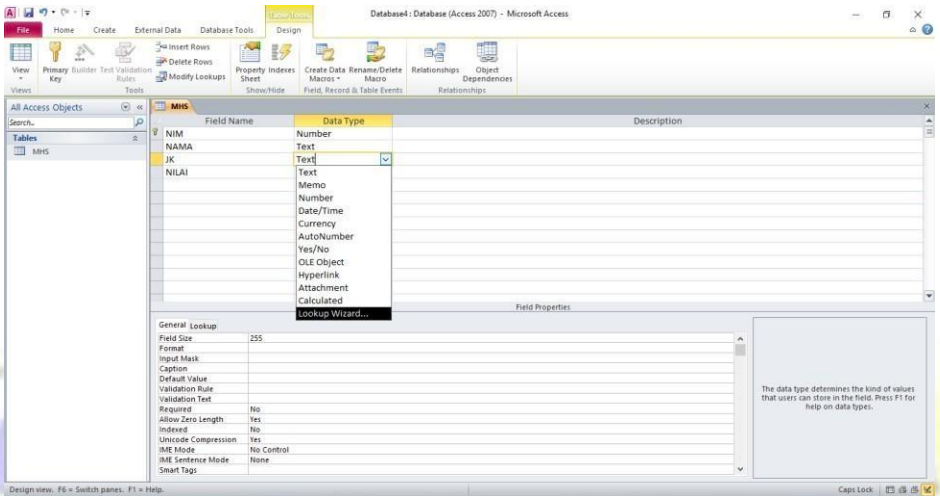 Table Tools
Database4 : Database (Access 2007) - Microsoft Access
File Home Create External Data Database Tools Design
View
Primary Key
Builder
Test Validation Rules
Insert Rows
Delete Rows
Modify Lookups
Property Sheet
Indexes
Create Data Macros
Rename/Delete Macro
Relationships
Object Dependencies
Views Tools Show/Hide Field, Record & Table Events Relationships
All Access Objects
Search..
Tables
MHS
MHS
Field Name Data Type Description
NIM Number
NAMA Text
JK Text
NILAI Text
Memo
Number
Date/Time
Currency
AutoNumber
Yes/No
OLE Object
Hyperlink
Attachment
Calculated
Lookup Wizard...
Field Properties
General Lookup
Field Size 255
Format
Input Mask
Caption
Default Value
Validation Rule
Validation Text
Required No
Allow Zero Length Yes
Indexed No
Unicode Compression Yes
IME Mode No Control
IME Sentence Mode None
Smart Tags
The data type determines the kind of values
that users can store in the field. Press F1 for
help on data types.
Design view. F6 = Switch panes. F1 = Help.
Caps Lock